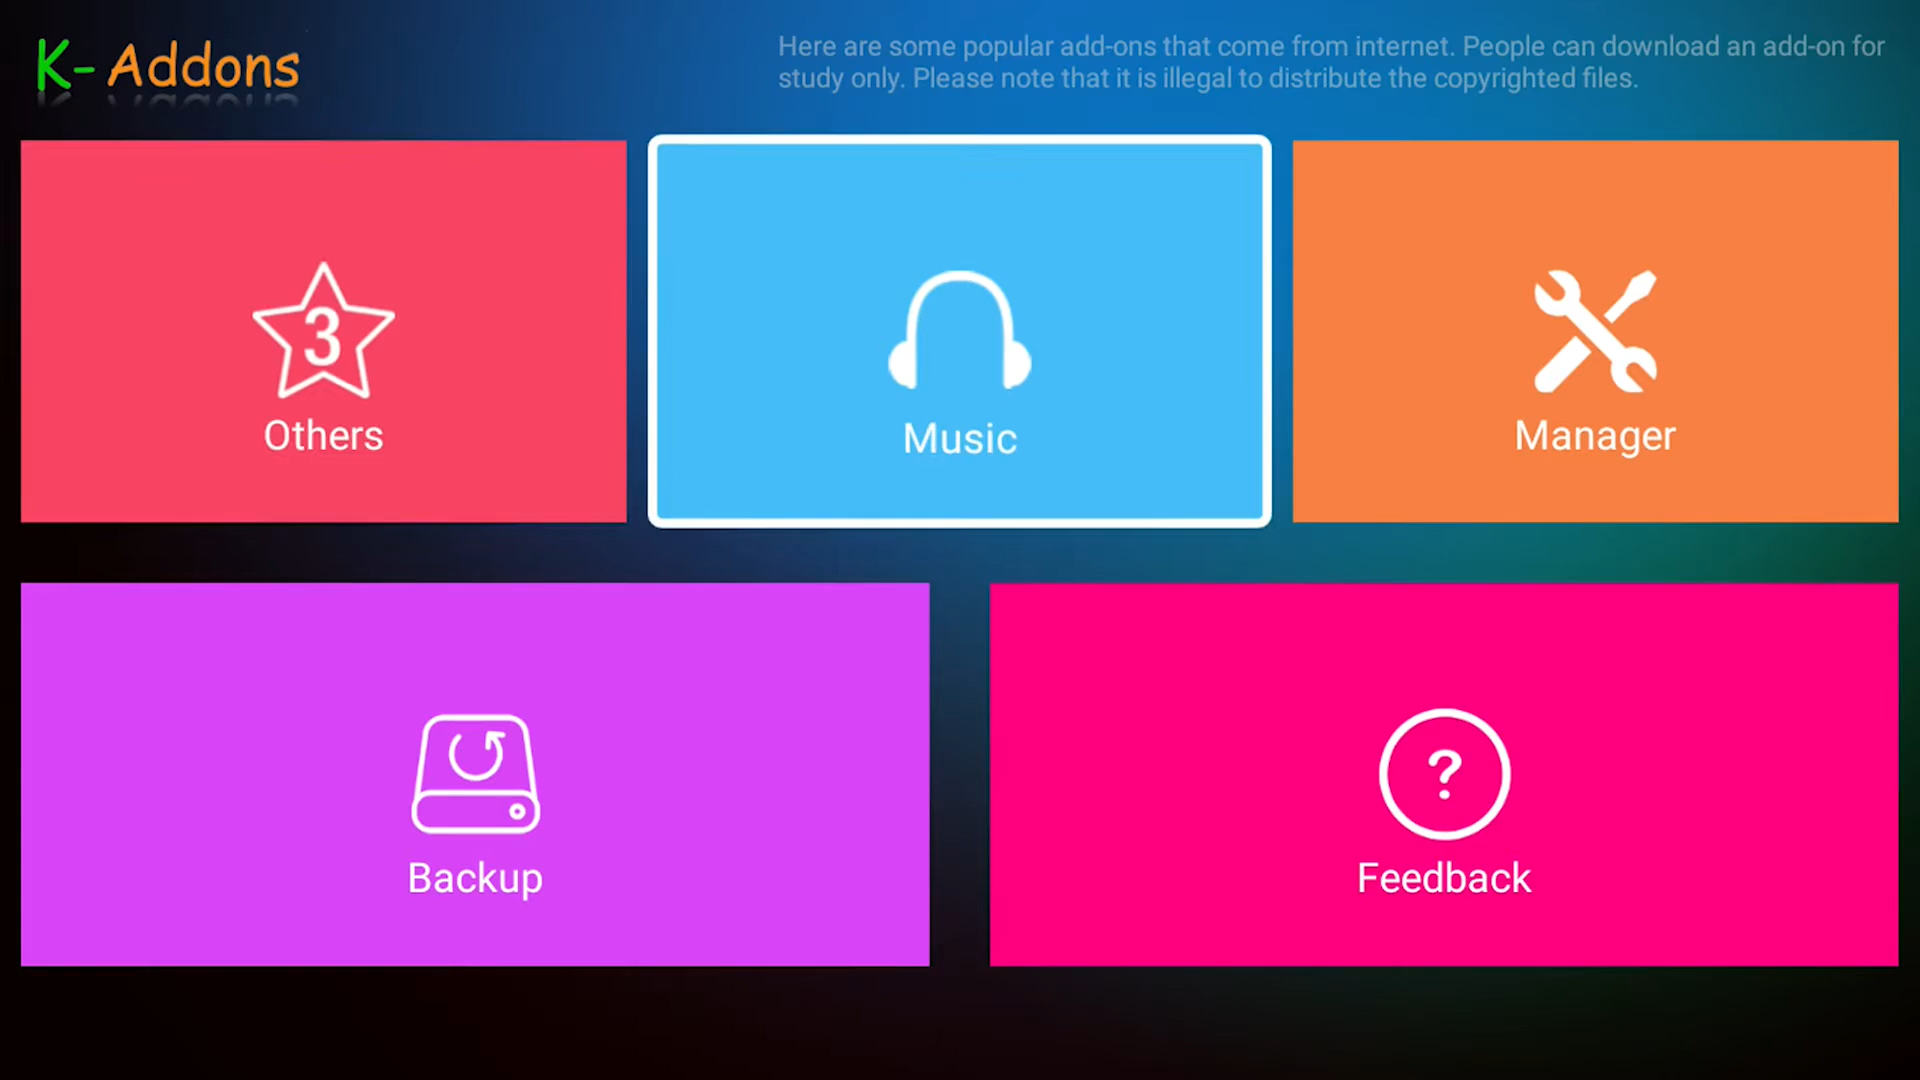 K- Addons
Here are some popular add-ons that come from internet. People can download an add-on for
study only. Please note that it is illegal to distribute the copyrighted files.
3
Others
Music
Manager
?
Backup
Feedback